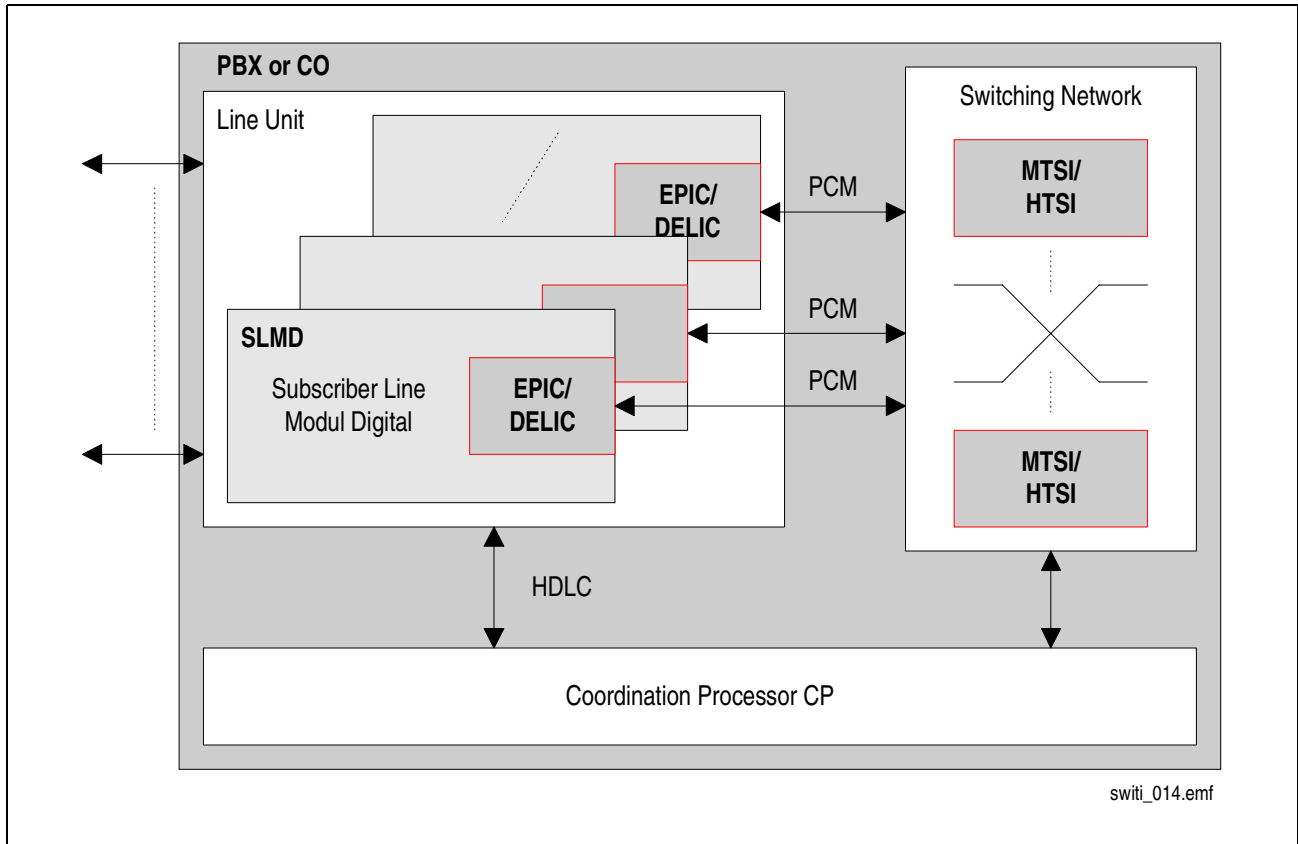 PBX or CO
Line Unit
Switching Network
EPIC/
DELIC
PCM
MTSI/
HTSI
PCM
SLMD
Subscriber Line
Modul Digital
EPIC/
DELIC
PCM
MTSI/
HTSI
HDLC
Coordination Processor CP
switi_014.emf